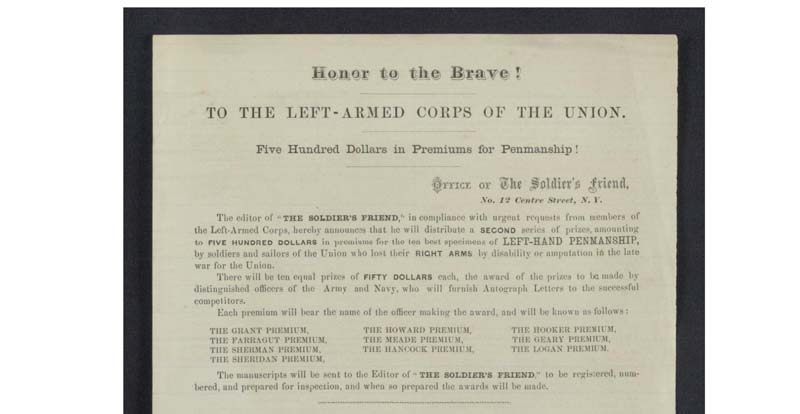 Honor to the Brave!
TO THE LEFT-ARMED CORPS OF THE UNION.
Five Hundred Dollars in Premiums for Penmanship!
OFFICE OF The Soldier's Friend,
No. 12 Centre Street, N. Y.
The editor of "THE SOLDIER'S FRIEND," in compliance with urgent requests from members of
the Left-Armed Corps, hereby announces that he will distribute a SECOND series of prizes, amounting
to FIVE HUNDRED DOLLARS in premiums for the ten best specimens of LEFT-HAND PENMANSHIP,
by soldiers and sailors of the Union who lost their RIGHT ARMS by disability or amputation in the late
war for the Union.
There will be ten equal prizes of FIFTY DOLLARS each, the award of the prizes to be made by
distinguished officers of the Army and Navy, who will furnish Autograph Letters to the successful
competitors.
Each premium will bear the name of the officer making the award, and will be known as follows:
THE GRANT PREMIUM, THE HOWARD PREMIUM, THE HOOKER PREMIUM,
THE FARRAGUT PREMIUM, THE MEADE PREMIUM, THE GEARY PREMIUM,
THE SHERMAN PREMIUM, THE HANCOCK PREMIUM, THE LOGAN PREMIUM.
THE SHERIDAN PREMIUM,
The manuscripts will be sent to the Editor of "THE SOLDIER'S FRIEND," to be registered, num-
bered, and prepared for inspection, and when so prepared the awards will be made.